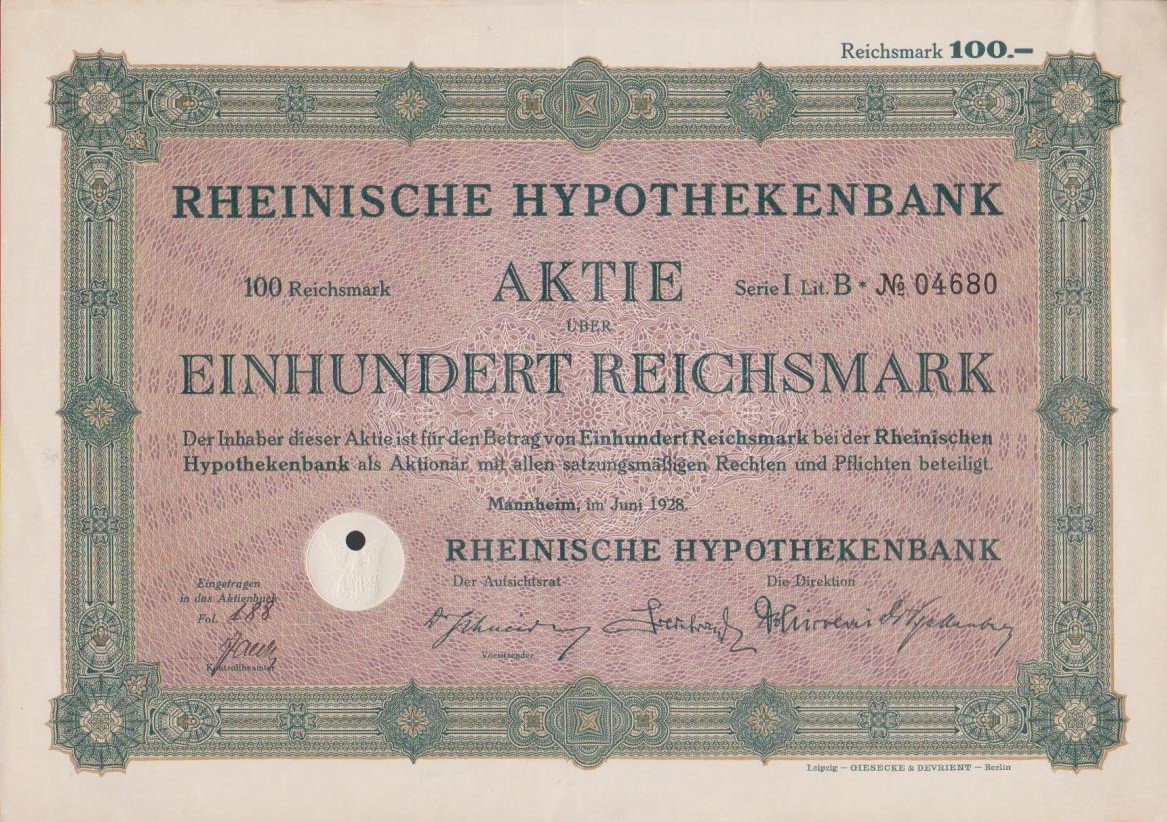 Reichsmark 100.–
RHEINISCHE HYPOTHEKENBANK
100 Reichsmark AKTIE Serie I Lit. B * № 04680
ÜBER
EINHUNDERT REICHSMARK
Der Inhaber dieser Aktie ist für den Betrag von Einhundert Reichsmark bei der Rheinischen
Hypothekenbank als Aktionär mit allen satzungsmäßigen Rechten und Pflichten beteiligt.
Mannheim, im Juni 1928.
RHEINISCHE HYPOTHEKENBANK
Der Aufsichtsrat Die Direktion
Eingetragen
in das Aktienbuch
Fol.
Vorsitzender
Kontrollbeamter
Leipzig – GIESECKE & DEVRIENT – Berlin